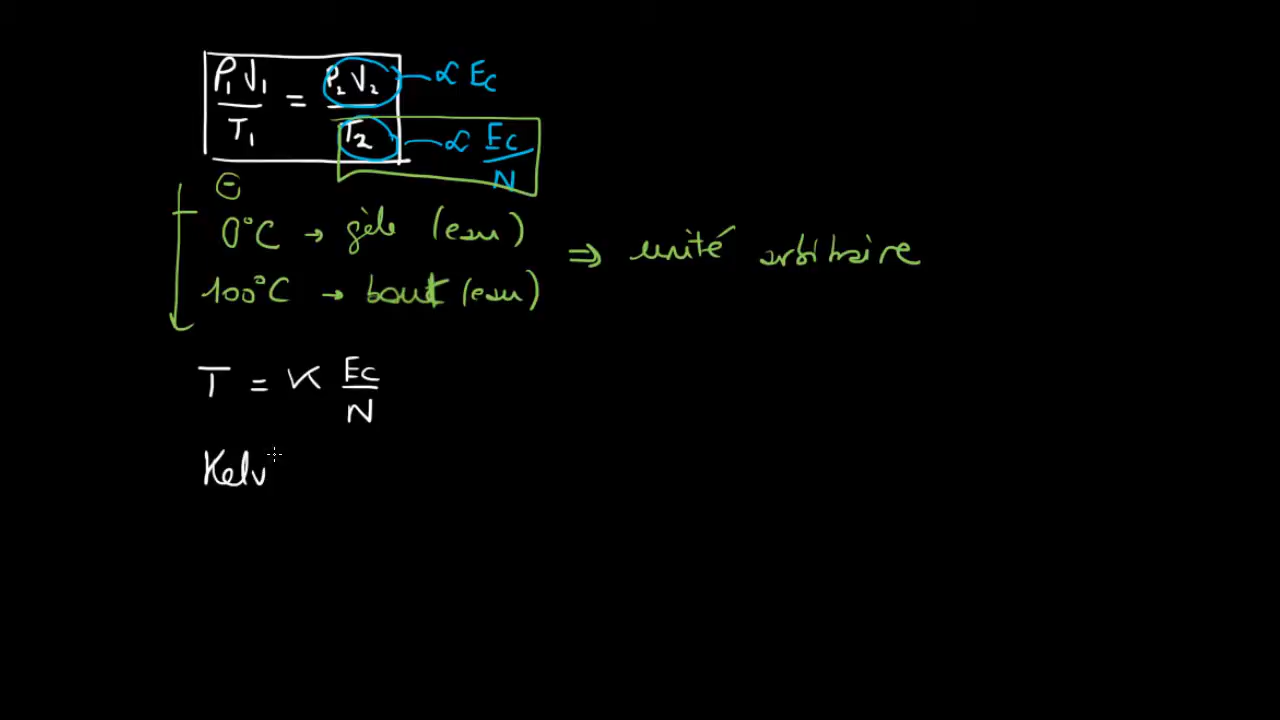 P₁V₁/T₁ = P₂V₂/T₂
∝ Ec
∝ Ec/N
⊖
0°C → gèle (eau)
100°C → bout (eau)
⇒ unité arbitraire
T = K Ec/N
Kelv